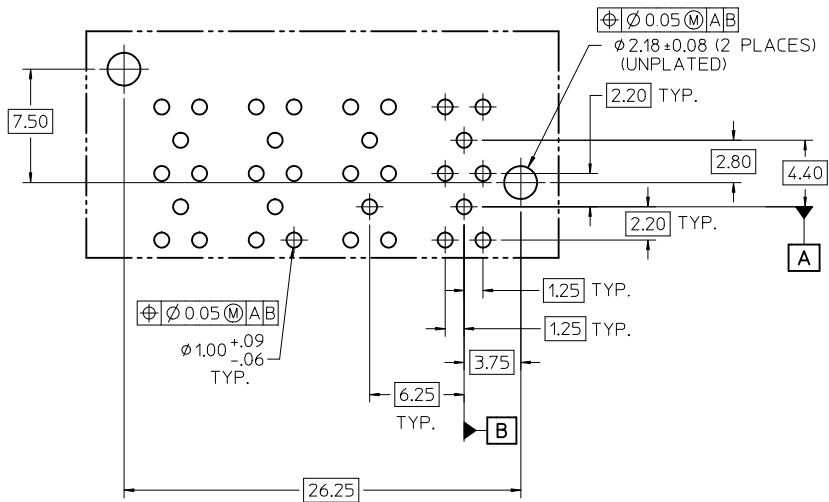 ⌖ Ø 0.05 Ⓜ A B
Ø2.18±0.08 (2 PLACES)
(UNPLATED)
2.20 TYP.
7.50
2.80
4.40
2.20 TYP.
A
1.25 TYP.
⌖ Ø 0.05 Ⓜ A B
1.25 TYP.
Ø1.00 +.09
-.06
TYP.
3.75
6.25
TYP.
B
26.25